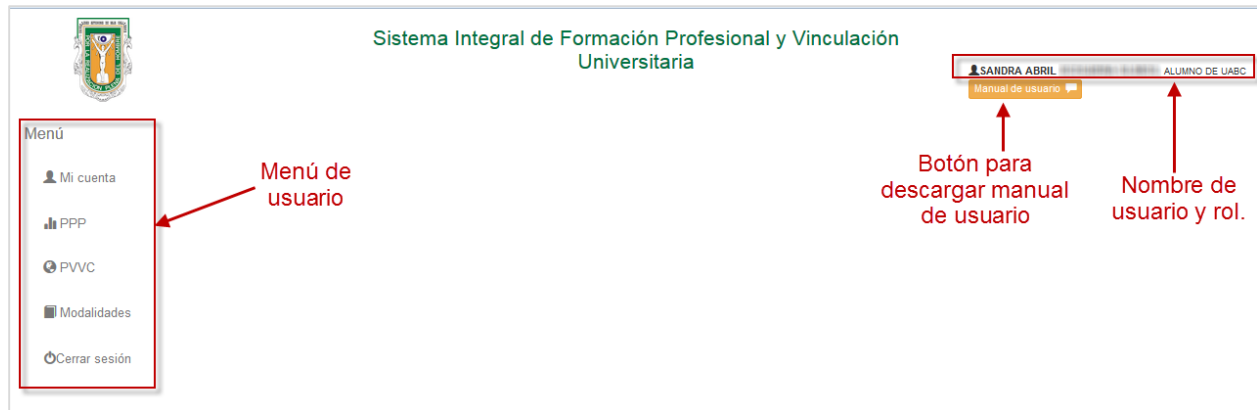 Sistema Integral de Formación Profesional y Vinculación
Universitaria
SANDRA ABRIL ALUMNO DE UABC
Manual de usuario
Menú
Mi cuenta
PPP
PVVC
Modalidades
Cerrar sesión
Menú de
usuario
Botón para
descargar manual
de usuario
Nombre de
usuario y rol.